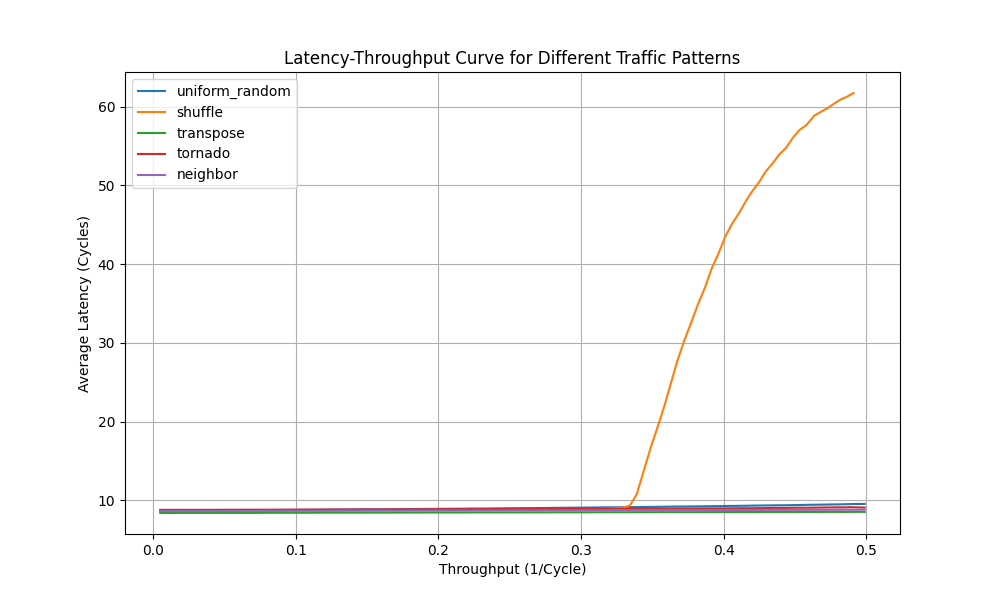 Latency-Throughput Curve for Different Traffic Patterns
uniform_random
shuffle
transpose
tornado
neighbor
60
50
40
30
20
10
Average Latency (Cycles)
0.0 0.1 0.2 0.3 0.4 0.5
Throughput (1/Cycle)